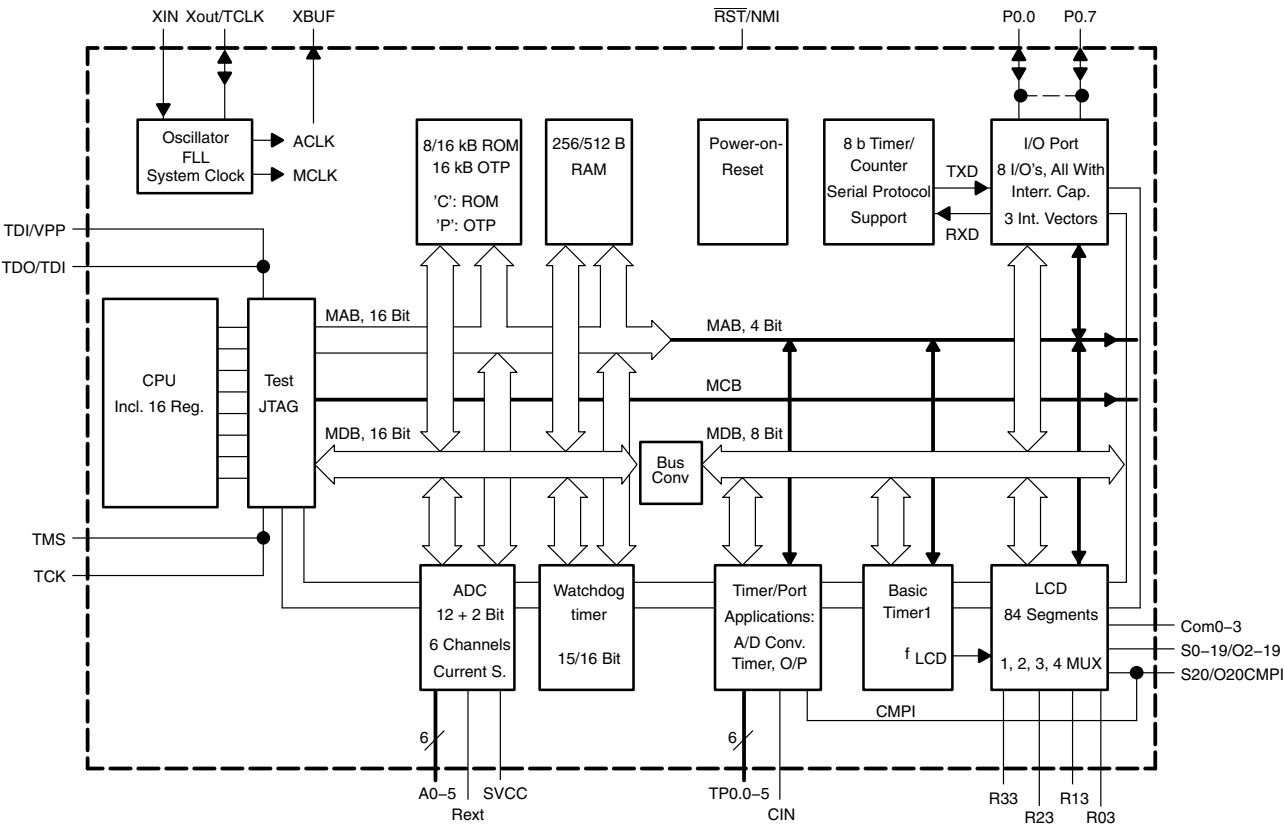 XIN Xout/TCLK XBUF RST/NMI P0.0 P0.7
Oscillator
FLL
System Clock
ACLK
MCLK
8/16 kB ROM
16 kB OTP
'C': ROM
'P': OTP
256/512 B
RAM
Power-on-
Reset
8 b Timer/
Counter
Serial Protocol
Support
TXD
RXD
I/O Port
8 I/O's, All With
Interr. Cap.
3 Int. Vectors
TDI/VPP
TDO/TDI
CPU
Incl. 16 Reg.
Test
JTAG
MAB, 16 Bit
MAB, 4 Bit
MCB
MDB, 16 Bit
MDB, 8 Bit
Bus
Conv
TMS
TCK
ADC
12 + 2 Bit
6 Channels
Current S.
Watchdog
timer
15/16 Bit
Timer/Port
Applications:
A/D Conv.
Timer, O/P
Basic
Timer1
f LCD
LCD
84 Segments
1, 2, 3, 4 MUX
Com0−3
S0−19/O2−19
S20/O20CMPI
CMPI
6
6
A0−5
Rext
SVCC
TP0.0−5
CIN
R33
R23
R13
R03